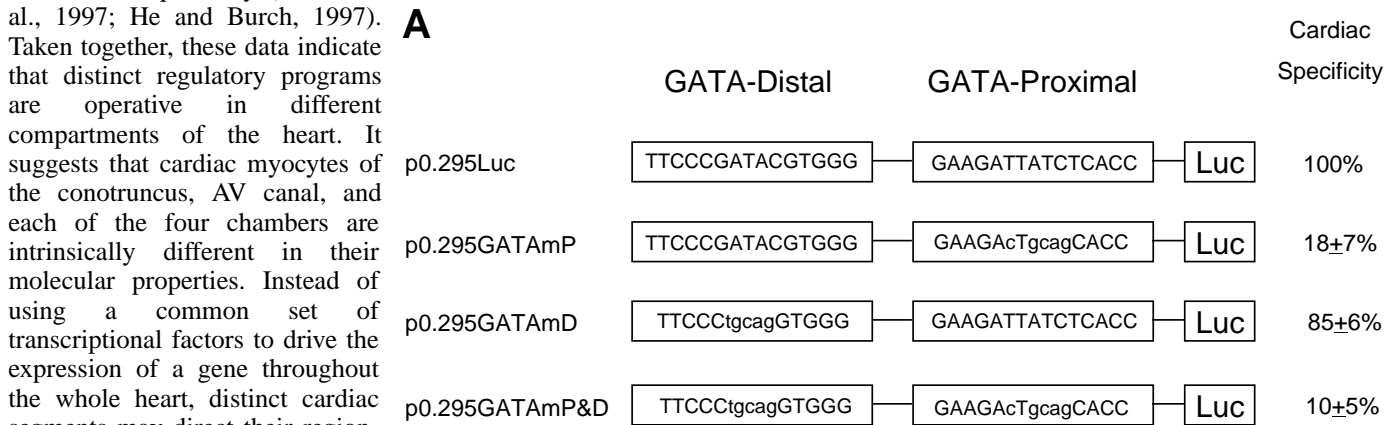 al., 1997; He and Burch, 1997).
Taken together, these data indicate
that distinct regulatory programs
are operative in different
compartments of the heart. It
suggests that cardiac myocytes of
the conotruncus, AV canal, and
each of the four chambers are
intrinsically different in their
molecular properties. Instead of
using a common set of
transcriptional factors to drive the
expression of a gene throughout
the whole heart, distinct cardiac
segments may direct their region
A
Cardiac
Specificity
GATA-Distal GATA-Proximal
p0.295Luc TTCCCGATACGTGGG GAAGATTATCTCACC Luc 100%
p0.295GATAmP TTCCCGATACGTGGG GAAGAcTgcagCACC Luc 18±7%
p0.295GATAmD TTCCCtgcagGTGGG GAAGATTATCTCACC Luc 85±6%
p0.295GATAmP&D TTCCCtgcagGTGGG GAAGAcTgcagCACC Luc 10±5%